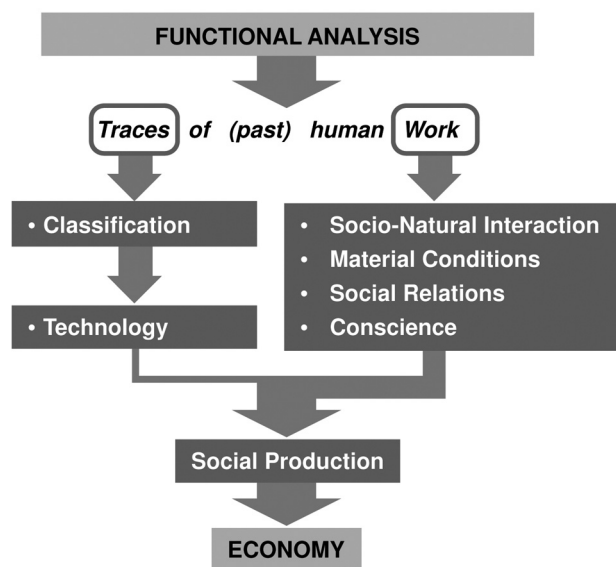 FUNCTIONAL ANALYSIS
Traces of (past) human Work
• Classification
• Technology
• Socio-Natural Interaction
• Material Conditions
• Social Relations
• Conscience
Social Production
ECONOMY